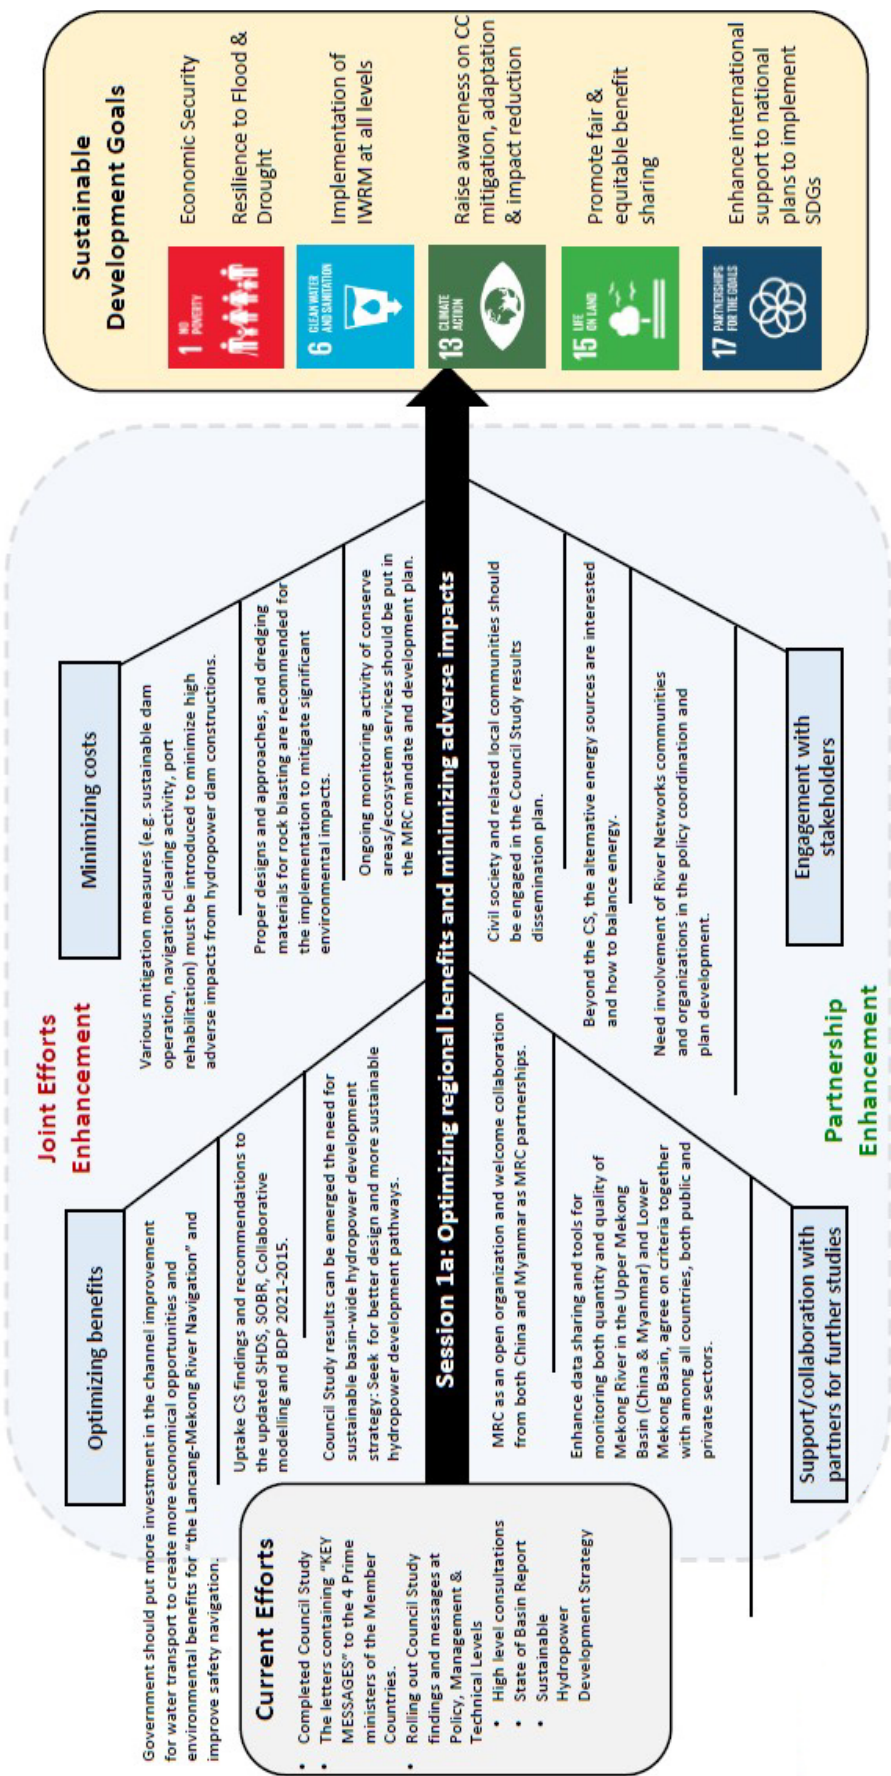 Joint Efforts
Enhancement
Optimizing benefits
Government should put more investment in the channel improvement
for water transport to create more economical opportunities and
environmental benefits for "the Lancang-Mekong River Navigation" and
improve safety navigation.
Uptake CS findings and recommendations to
the updated SHDS, SOBR, Collaborative
modelling and BDP 2021-2015.
Council Study results can be emerged the need for
sustainable basin-wide hydropower development
strategy: Seek for better design and more sustainable
hydropower development pathways.
Minimizing costs
Various mitigation measures (e.g. sustainable dam
operation, navigation clearing activity, port
rehabilitation) must be introduced to minimize high
adverse impacts from hydropower dam constructions.
Proper designs and approaches, and dredging
materials for rock blasting are recommended for
the implementation to mitigate significant
environmental impacts.
Ongoing monitoring activity of conserve
areas/ecosystem services should be put in
the MRC mandate and development plan.
Current Efforts
• Completed Council Study
• The letters containing "KEY
MESSAGES" to the 4 Prime
ministers of the Member
Countries.
• Rolling out Council Study
findings and messages at
Policy, Management &
Technical Levels
• High level consultations
• State of Basin Report
• Sustainable
Hydropower
Development Strategy
Session 1a: Optimizing regional benefits and minimizing adverse impacts
MRC as an open organization and welcome collaboration
from both China and Myanmar as MRC partnerships.
Enhance data sharing and tools for
monitoring both quantity and quality of
Mekong River in the Upper Mekong
Basin (China & Myanmar) and Lower
Mekong Basin, agree on criteria together
with among all countries, both public and
private sectors.
Support/collaboration with
partners for further studies
Civil society and related local communities should
be engaged in the Council Study results
dissemination plan.
Beyond the CS, the alternative energy sources are interested
and how to balance energy.
Need involvement of River Networks communities
and organizations in the policy coordination and
plan development.
Engagement with
stakeholders
Partnership
Enhancement
Sustainable
Development Goals
1 NO
POVERTY
Economic Security
Resilience to Flood &
Drought
6 CLEAN WATER
AND SANITATION
Implementation of
IWRM at all levels
13 CLIMATE
ACTION
Raise awareness on CC
mitigation, adaptation
& impact reduction
15 LIFE
ON LAND
Promote fair &
equitable benefit
sharing
17 PARTNERSHIPS
FOR THE GOALS
Enhance international
support to national
plans to implement
SDGs